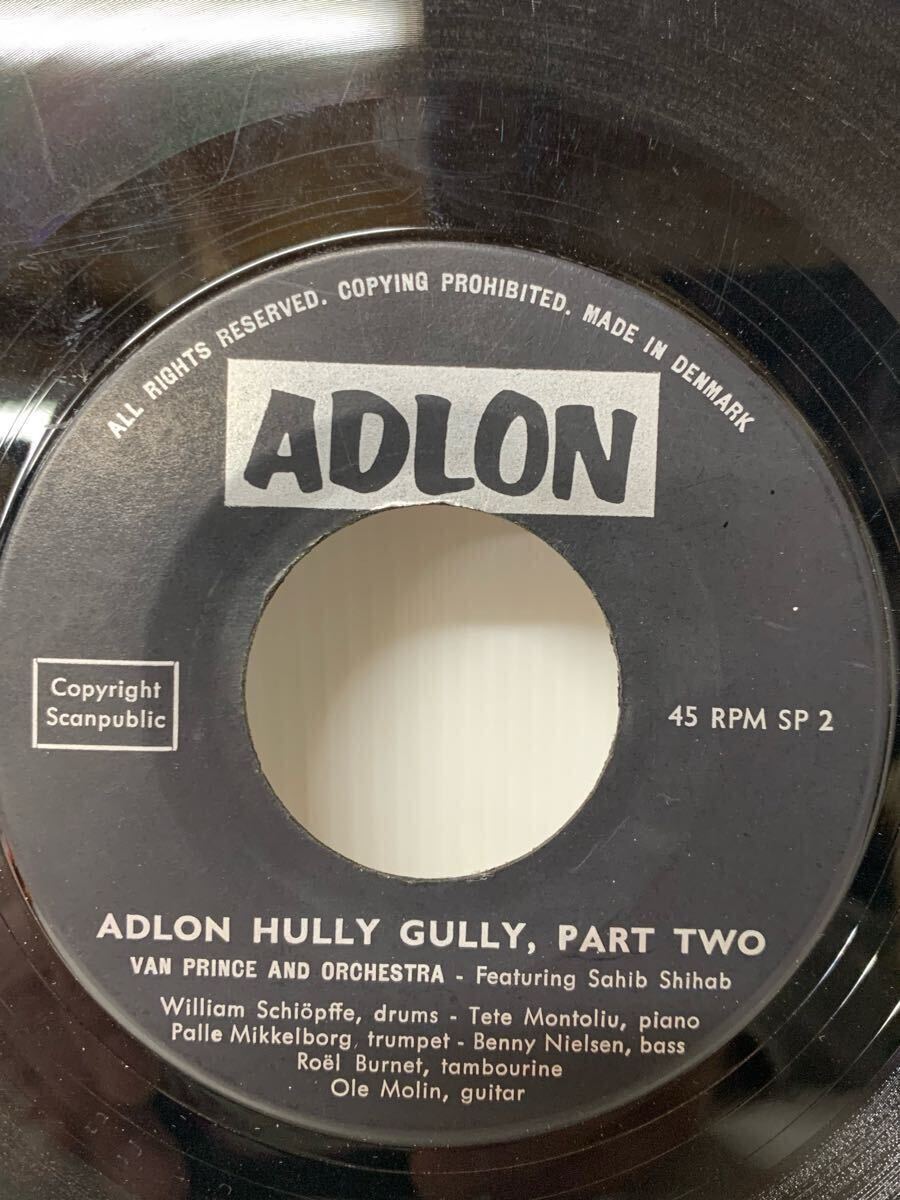 ALL RIGHTS RESERVED. COPYING PROHIBITED. MADE IN DENMARK
ADLON
Copyright
Scanpublic
45 RPM SP 2
ADLON HULLY GULLY, PART TWO
VAN PRINCE AND ORCHESTRA - Featuring Sahib Shihab
William Schiöpffe, drums - Tete Montoliu, piano
Palle Mikkelborg, trumpet - Benny Nielsen, bass
Roël Burnet, tambourine
Ole Molin, guitar